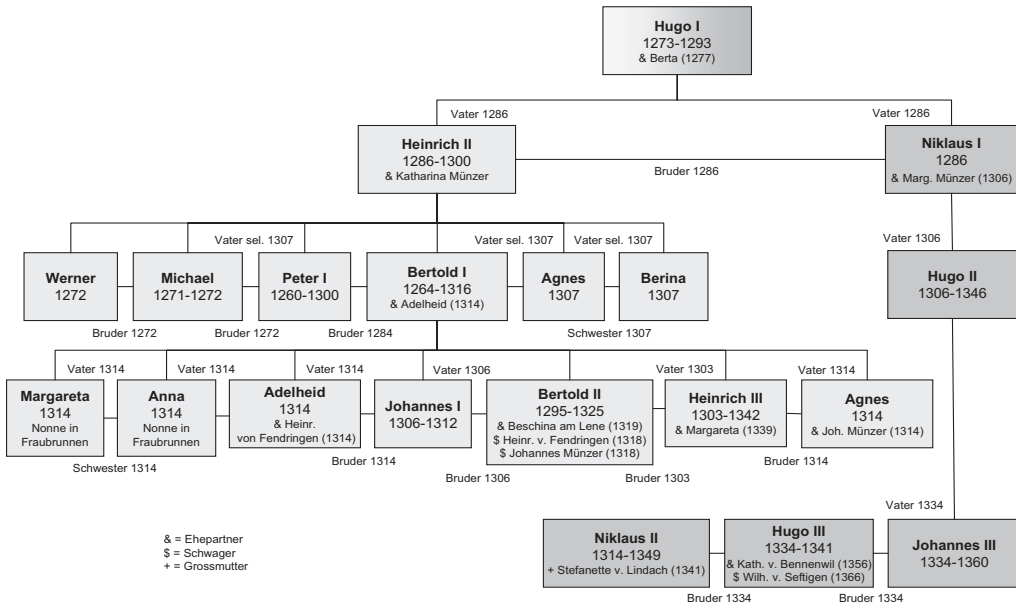 Hugo I
1273-1293
& Berta (1277)
Vater 1286
Vater 1286
Heinrich II
1286-1300
& Katharina Münzer
Bruder 1286
Niklaus I
1286
& Marg. Münzer (1306)
Vater sel. 1307
Vater sel. 1307
Vater sel. 1307
Vater 1306
Werner
1272
Michael
1271-1272
Peter I
1260-1300
Bertold I
1264-1316
& Adelheid (1314)
Agnes
1307
Berina
1307
Hugo II
1306-1346
Bruder 1272
Bruder 1272
Bruder 1284
Schwester 1307
Vater 1314
Vater 1314
Vater 1314
Vater 1306
Vater 1303
Vater 1314
Margareta
1314
Nonne in
Fraubrunnen
Anna
1314
Nonne in
Fraubrunnen
Adelheid
1314
& Heinr.
von Fendringen (1314)
Johannes I
1306-1312
Bertold II
1295-1325
& Beschina am Lene (1319)
$ Heinr. v. Fendringen (1318)
$ Johannes Münzer (1318)
Heinrich III
1303-1342
& Margareta (1339)
Agnes
1314
& Joh. Münzer (1314)
Schwester 1314
Bruder 1314
Bruder 1306
Bruder 1303
Bruder 1314
Vater 1334
& = Ehepartner
$ = Schwager
+ = Grossmutter
Niklaus II
1314-1349
+ Stefanette v. Lindach (1341)
Hugo III
1334-1341
& Kath. v. Bennenwil (1356)
$ Wilh. v. Seftigen (1366)
Johannes III
1334-1360
Bruder 1334
Bruder 1334